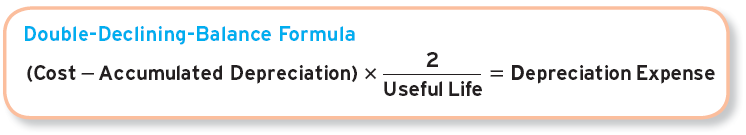 Double-Declining-Balance Formula
(Cost – Accumulated Depreciation) × 2 / Useful Life = Depreciation Expense